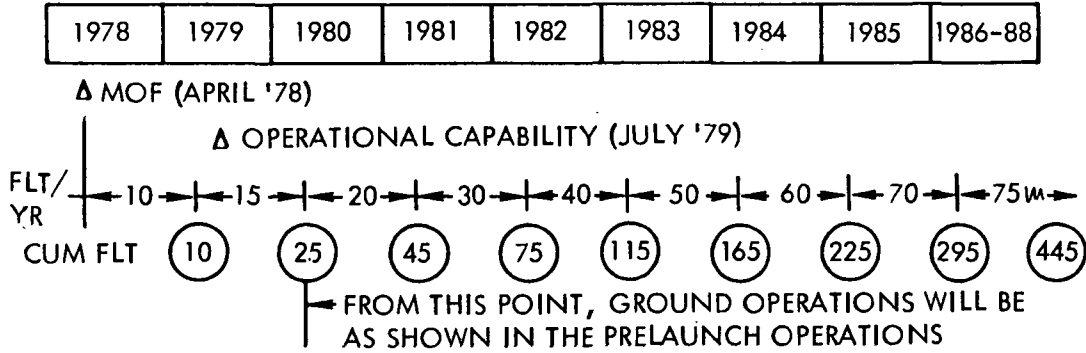 1978 1979 1980 1981 1982 1983 1984 1985 1986-88
Δ MOF (APRIL '78)
Δ OPERATIONAL CAPABILITY (JULY '79)
FLT/
YR
10 15 20 30 40 50 60 70 75
CUM FLT 10 25 45 75 115 165 225 295 445
FROM THIS POINT, GROUND OPERATIONS WILL BE
AS SHOWN IN THE PRELAUNCH OPERATIONS